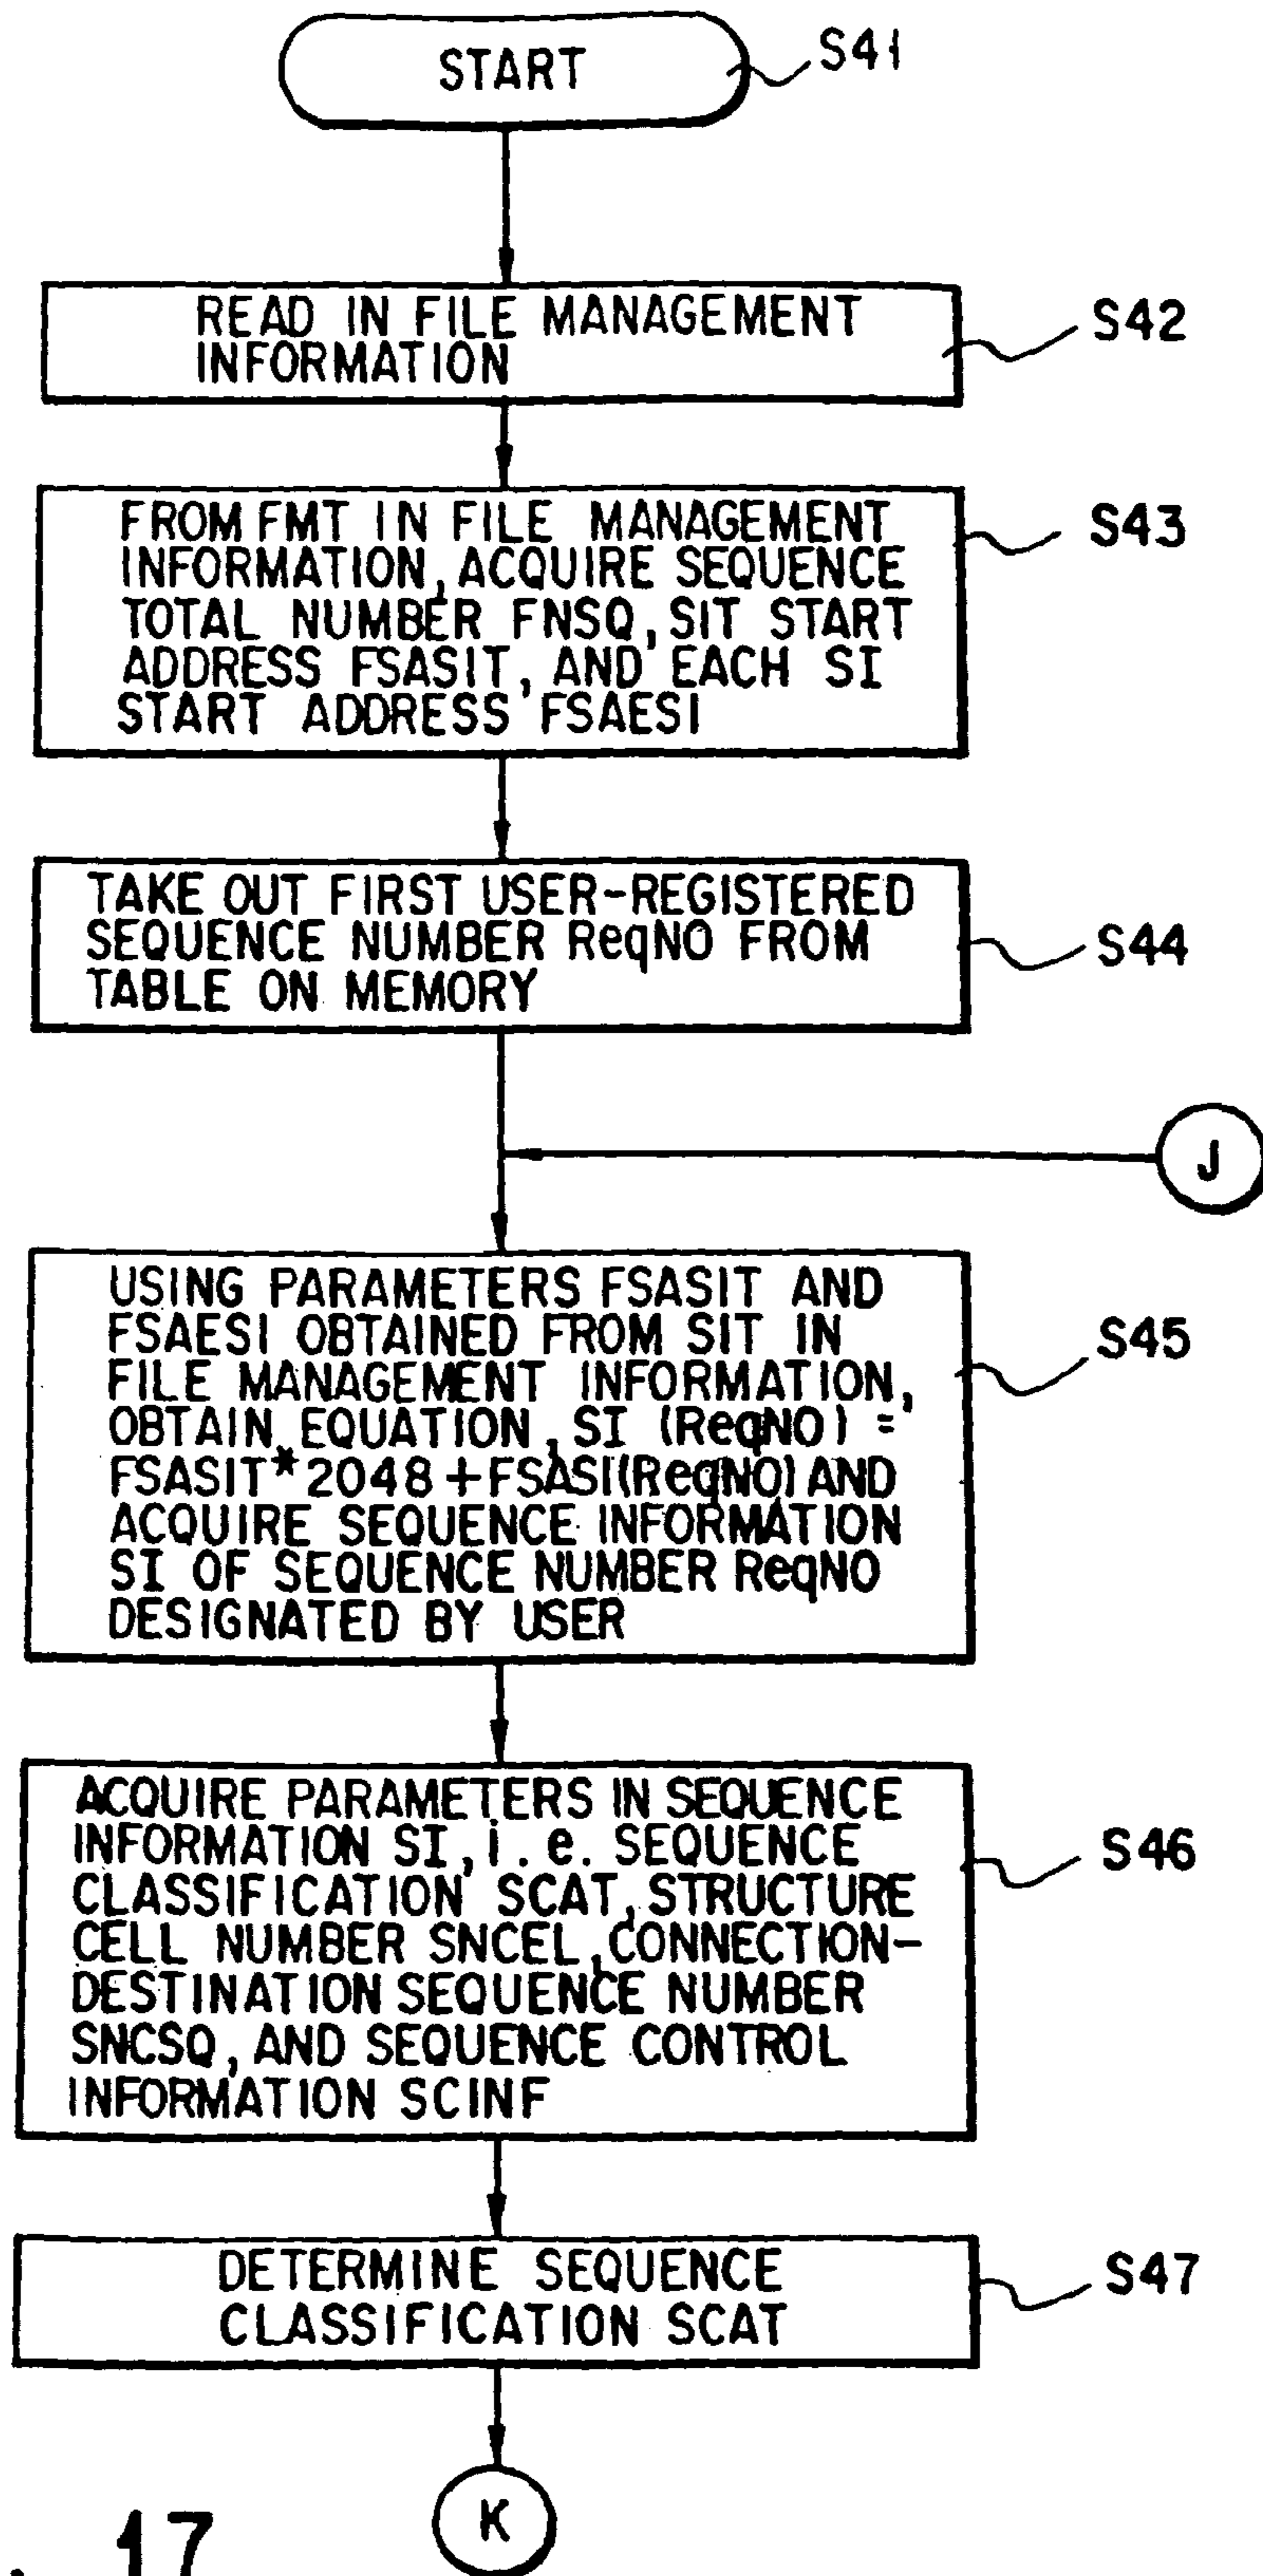 START
S41
READ IN FILE MANAGEMENT
INFORMATION
S42
FROM FMT IN FILE MANAGEMENT
INFORMATION, ACQUIRE SEQUENCE
TOTAL NUMBER FNSQ, SIT START
ADDRESS FSASIT, AND EACH SI
START ADDRESS FSAESI
S43
TAKE OUT FIRST USER-REGISTERED
SEQUENCE NUMBER ReqNO FROM
TABLE ON MEMORY
S44
J
USING PARAMETERS FSASIT AND
FSAESI OBTAINED FROM SIT IN
FILE MANAGEMENT INFORMATION,
OBTAIN EQUATION, SI (ReqNO) =
FSASIT*2048+FSASI(ReqNO) AND
ACQUIRE SEQUENCE INFORMATION
SI OF SEQUENCE NUMBER ReqNO
DESIGNATED BY USER
S45
ACQUIRE PARAMETERS IN SEQUENCE
INFORMATION SI, i.e. SEQUENCE
CLASSIFICATION SCAT, STRUCTURE
CELL NUMBER SNCEL, CONNECTION-
DESTINATION SEQUENCE NUMBER
SNCSQ, AND SEQUENCE CONTROL
INFORMATION SCINF
S46
DETERMINE SEQUENCE
CLASSIFICATION SCAT
S47
K
. 17